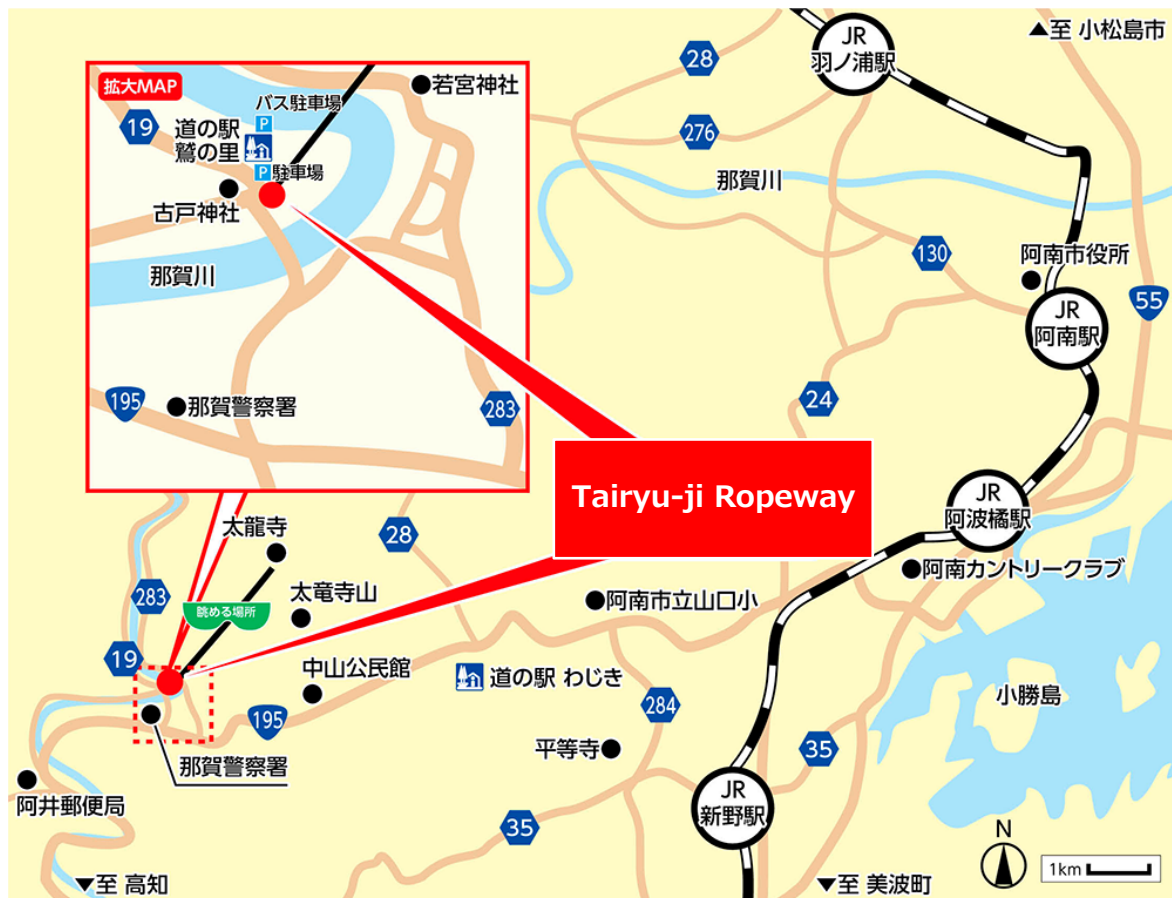 拡大MAP
19
バス駐車場
P
道の駅
鷲の里
P 駐車場
古戸神社
若宮神社
那賀川
195
那賀警察署
283
JR
羽ノ浦駅
▲至 小松島市
28
276
那賀川
130
阿南市役所
JR
阿南駅
55
24
Tairyu-ji Ropeway
JR
阿波橘駅
太龍寺
28
阿南カントリークラブ
283
眺める場所
太竜寺山
阿南市立山口小
19
中山公民館
道の駅 わじき
195
284
小勝島
那賀警察署
平等寺
35
阿井郵便局
35
JR
新野駅
▼至 高知
▼至 美波町
N
1km